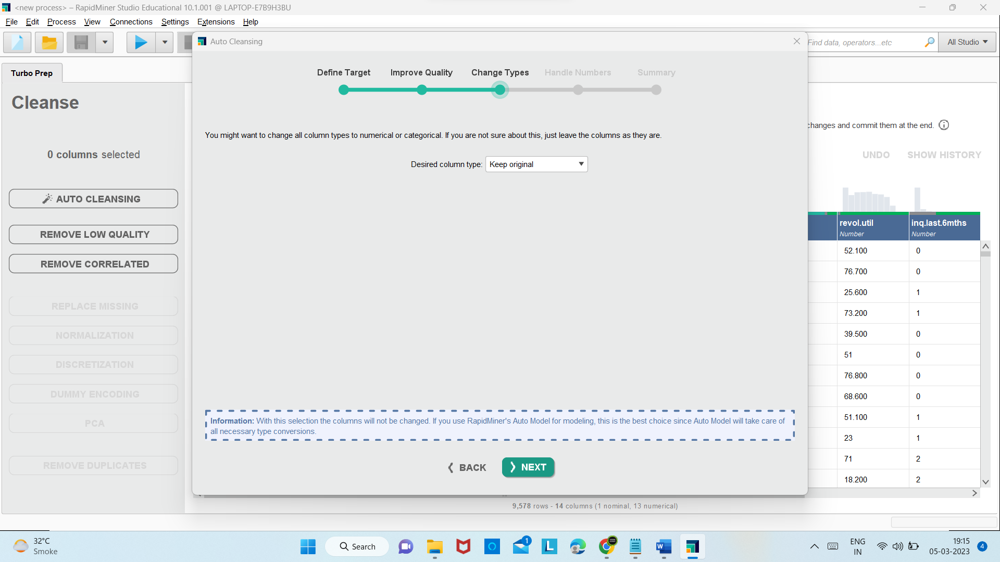 <new process> – RapidMiner Studio Educational 10.1.001 @ LAPTOP-E7B9H3BU
File Edit Process View Connections Settings Extensions Help
Auto Cleansing
Find data, operators...etc
All Studio
Turbo Prep
Define Target Improve Quality Change Types Handle Numbers Summary
Cleanse
changes and commit them at the end.
You might want to change all column types to numerical or categorical. If you are not sure about this, just leave the columns as they are.
0 columns selected
UNDO SHOW HISTORY
Desired column type: Keep original
AUTO CLEANSING
REMOVE LOW QUALITY
REMOVE CORRELATED
REPLACE MISSING
NORMALIZATION
DISCRETIZATION
DUMMY ENCODING
PCA
REMOVE DUPLICATES
revol.util inq.last.6mths
Number Number
52.100 0
76.700 0
25.600 1
73.200 1
39.500 0
51 0
76.800 0
68.600 0
51.100 1
23 1
71 2
18.200 2
Information: With this selection the columns will not be changed. If you use RapidMiner's Auto Model for modeling, this is the best choice since Auto Model will take care of
all necessary type conversions.
BACK NEXT
9,578 rows - 14 columns (1 nominal, 13 numerical)
32°C
Smoke
Search
1
L
W
ENG
IN
19:15
05-03-2023
4